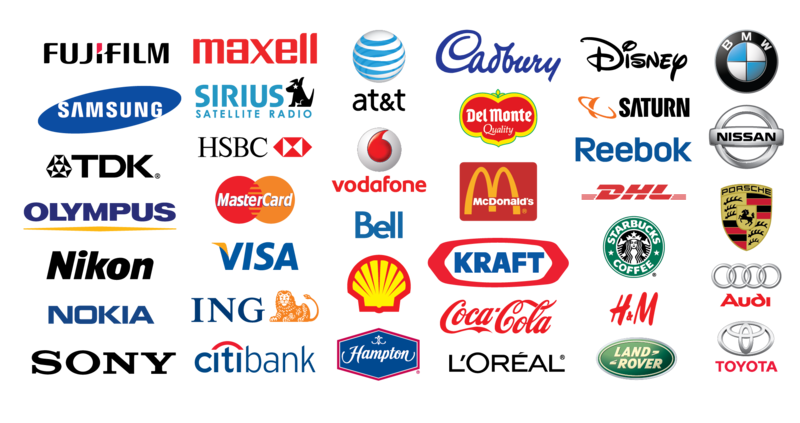 FUJIFILM
SAMSUNG
TDK®
OLYMPUS
Nikon
NOKIA
SONY
maxell
SIRIUS
SATELLITE RADIO
HSBC
MasterCard
VISA
ING
citibank
at&t
vodafone
Bell
Hampton®
Cadbury
Del Monte
Quality
McDonald's
®
KRAFT
Coca-Cola
L'ORÉAL®
Disney
SATURN
Reebok
DHL
STARBUCKS
COFFEE
®
H&M
LAND-
-ROVER
BMW
NISSAN
PORSCHE
Audi
TOYOTA